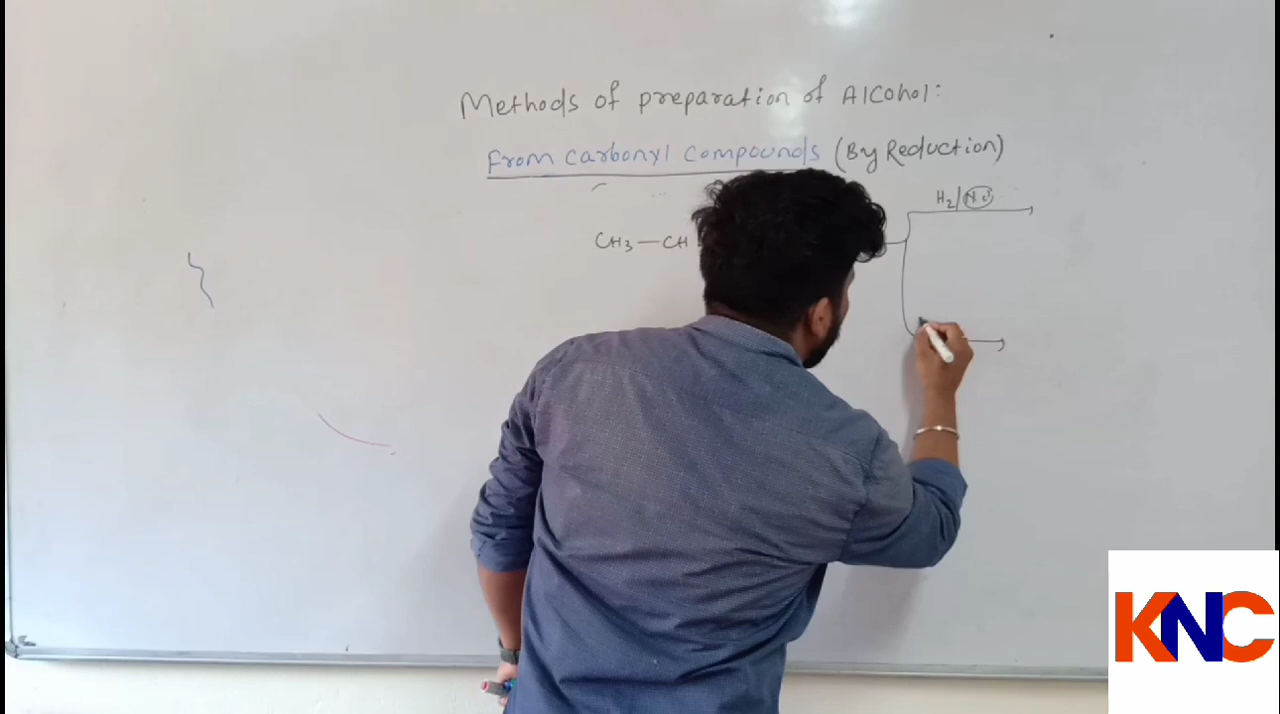 Methods of preparation of Alcohol:
From Carbonyl Compounds (By Reduction)
H2/Ni
CH3—CH
KNC